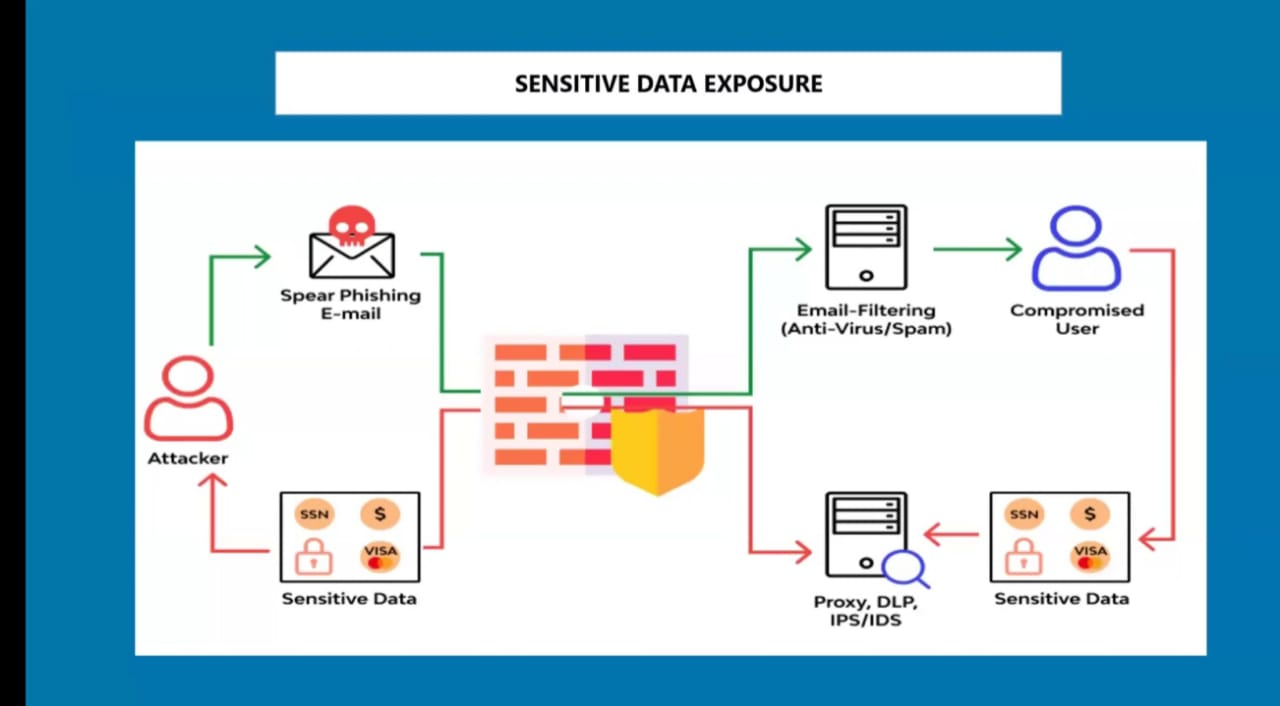 SENSITIVE DATA EXPOSURE
Spear Phishing
E-mail
Email-Filtering
(Anti-Virus/Spam)
Compromised
User
Attacker
SSN
$
VISA
Sensitive Data
Proxy, DLP,
IPS/IDS
SSN
$
VISA
Sensitive Data